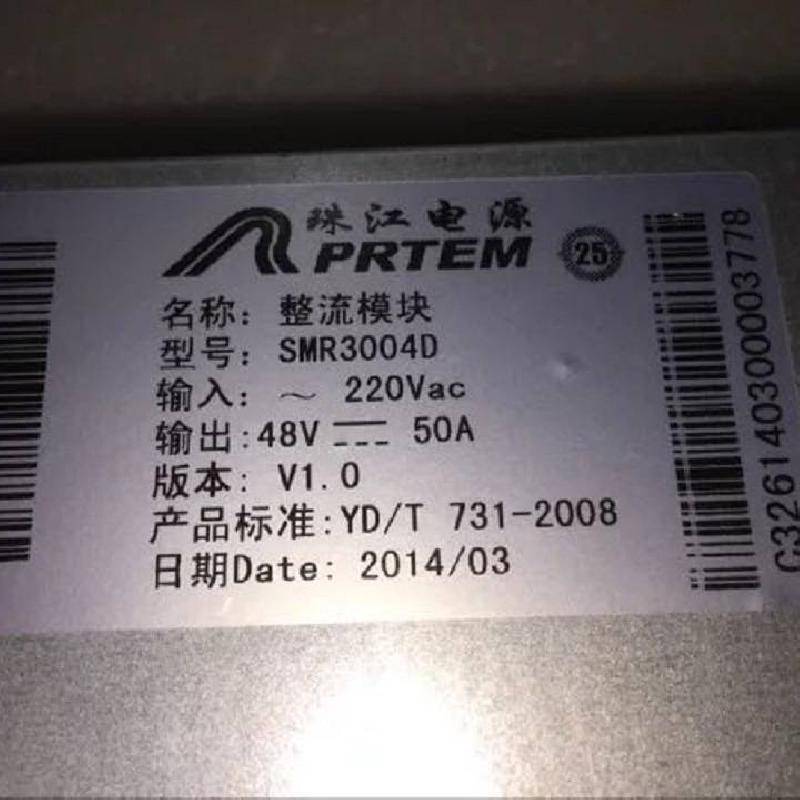 珠江电源
PRTEM
25
名称: 整流模块
型号: SMR3004D
输入: ～ 220Vac
输出:48V 50A
版本: V1.0
产品标准:YD/T 731-2008
日期Date: 2014/03
C3261403000003778